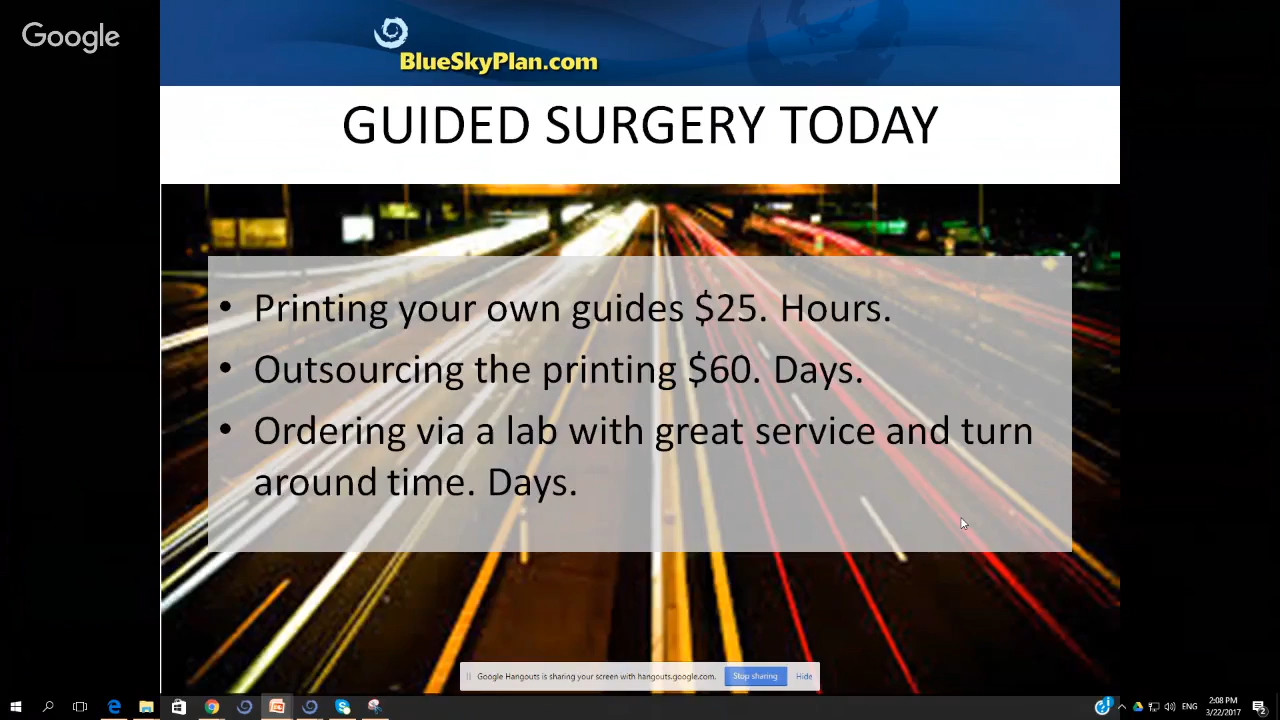 Google
BlueSkyPlan.com
GUIDED SURGERY TODAY
• Printing your own guides $25. Hours.
• Outsourcing the printing $60. Days.
• Ordering via a lab with great service and turn
around time. Days.
Google Hangouts is sharing your screen with hangouts.google.com.
Stop sharing
Hide
ENG
2:08 PM
3/22/2017